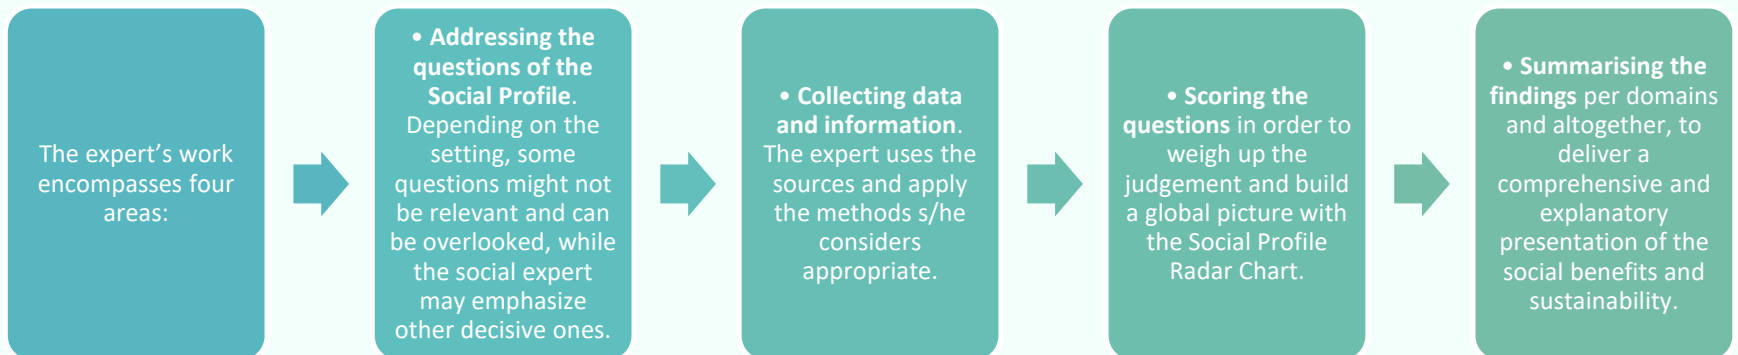 The expert’s work
encompasses four
areas:
• Addressing the
questions of the
Social Profile.
Depending on the
setting, some
questions might not
be relevant and can
be overlooked, while
the social expert
may emphasize
other decisive ones.
• Collecting data
and information.
The expert uses the
sources and apply
the methods s/he
considers
appropriate.
• Scoring the
questions in order to
weigh up the
judgement and build
a global picture with
the Social Profile
Radar Chart.
• Summarising the
findings per domains
and altogether, to
deliver a
comprehensive and
explanatory
presentation of the
social benefits and
sustainability.